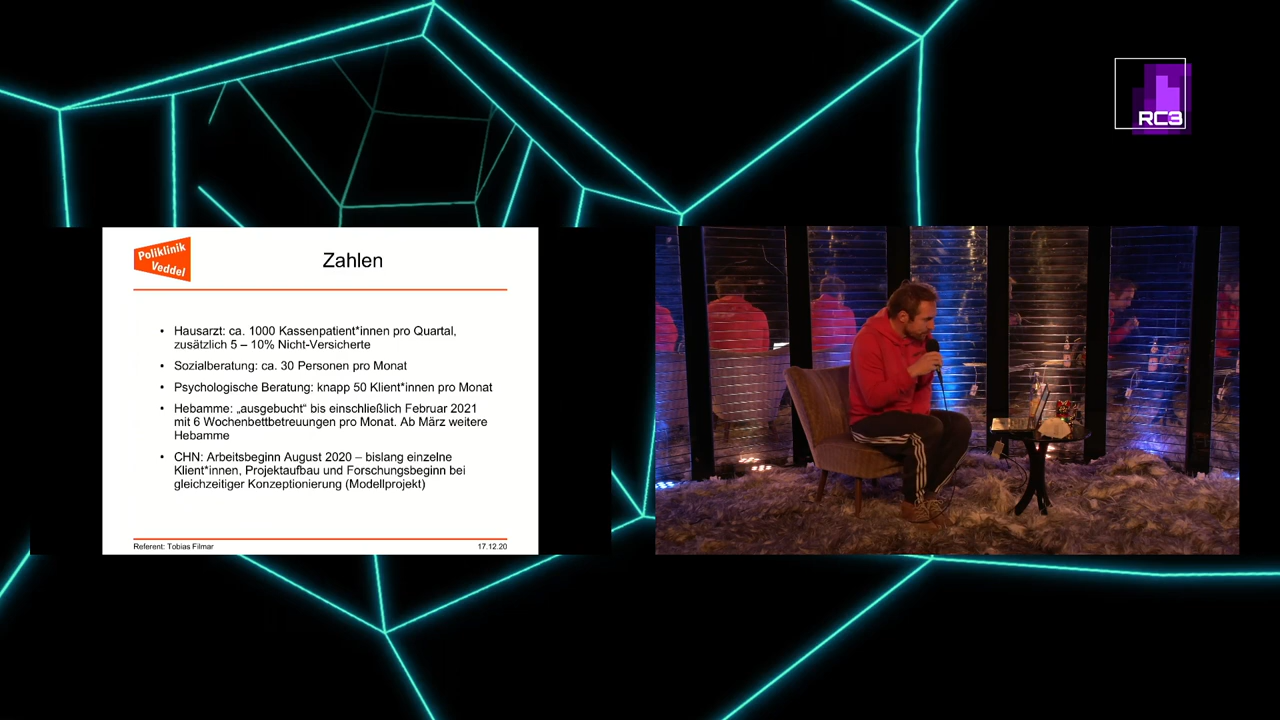 RC3
Poliklinik
Veddel
Zahlen
• Hausarzt: ca. 1000 Kassenpatient*innen pro Quartal,
zusätzlich 5 – 10% Nicht-Versicherte
• Sozialberatung: ca. 30 Personen pro Monat
• Psychologische Beratung: knapp 50 Klient*innen pro Monat
• Hebamme: „ausgebucht“ bis einschließlich Februar 2021
mit 6 Wochenbettbetreuungen pro Monat. Ab März weitere
Hebamme
• CHN: Arbeitsbeginn August 2020 – bislang einzelne
Klient*innen, Projektaufbau und Forschungsbeginn bei
gleichzeitiger Konzeptionierung (Modellprojekt)
Referent: Tobias Filmar
17.12.20